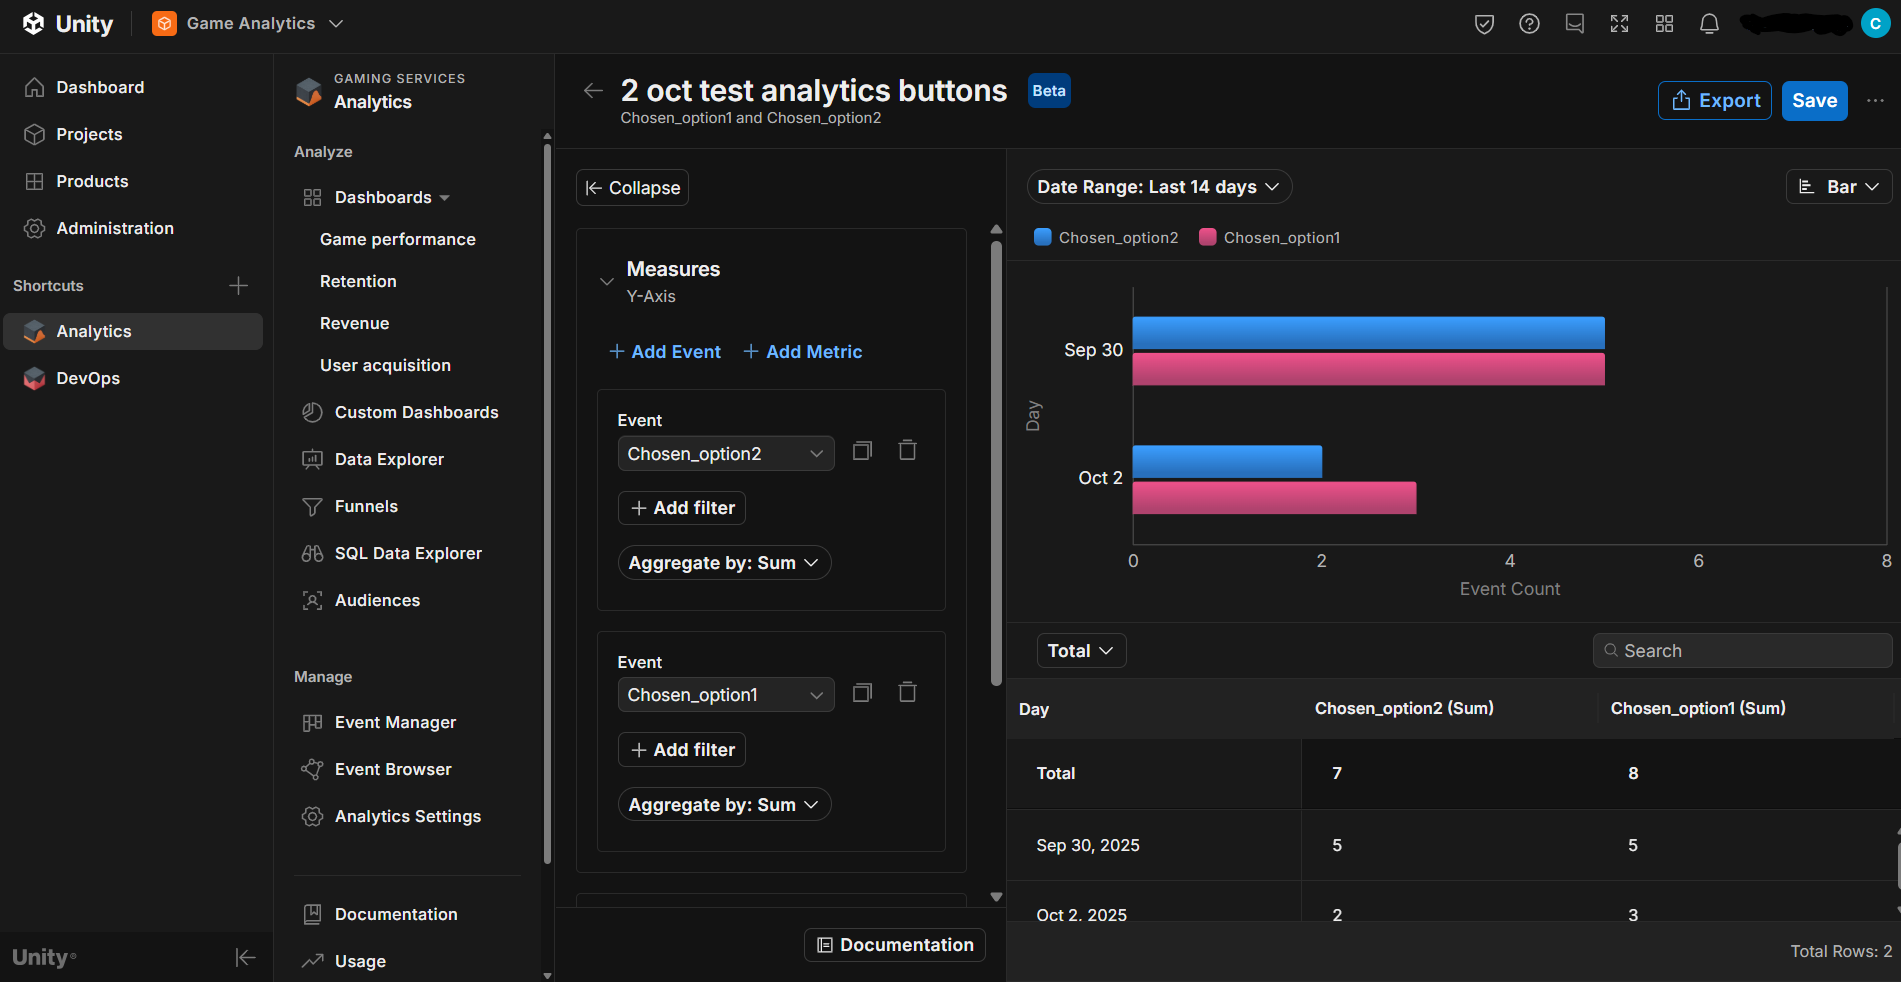 Unity
Game Analytics
C
Dashboard
Projects
Products
Administration
Shortcuts
Analytics
DevOps
Unity®
GAMING SERVICES
Analytics
Analyze
Dashboards
Game performance
Retention
Revenue
User acquisition
Custom Dashboards
Data Explorer
Funnels
SQL Data Explorer
Audiences
Manage
Event Manager
Event Browser
Analytics Settings
Documentation
Usage
2 oct test analytics buttons Beta
Chosen_option1 and Chosen_option2
Export Save
Collapse
Measures
Y-Axis
Add Event Add Metric
Event
Chosen_option2
Add filter
Aggregate by: Sum
Event
Chosen_option1
Add filter
Aggregate by: Sum
Documentation
Date Range: Last 14 days
Bar
Chosen_option2 Chosen_option1
Day
Sep 30
Oct 2
0 2 4 6 8
Event Count
Total
Search
Day Chosen_option2 (Sum) Chosen_option1 (Sum)
Total 7 8
Sep 30, 2025 5 5
Oct 2, 2025 2 3
Total Rows: 2